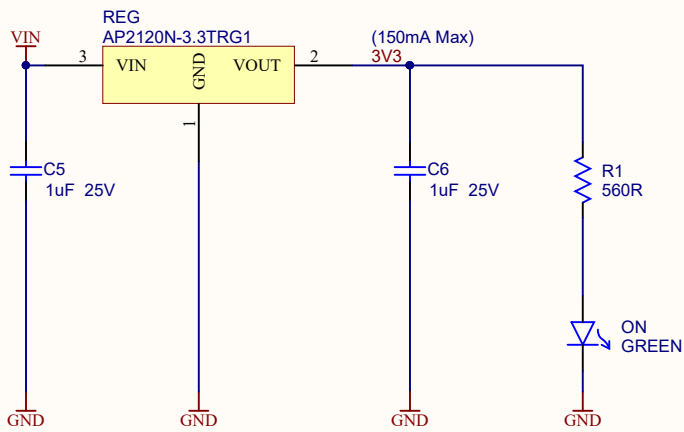 REG
AP2120N-3.3TRG1
VIN
3
VIN
GND
VOUT
2
(150mA Max)
3V3
1
C5
1uF 25V
C6
1uF 25V
R1
560R
ON
GREEN
GND
GND
GND
GND